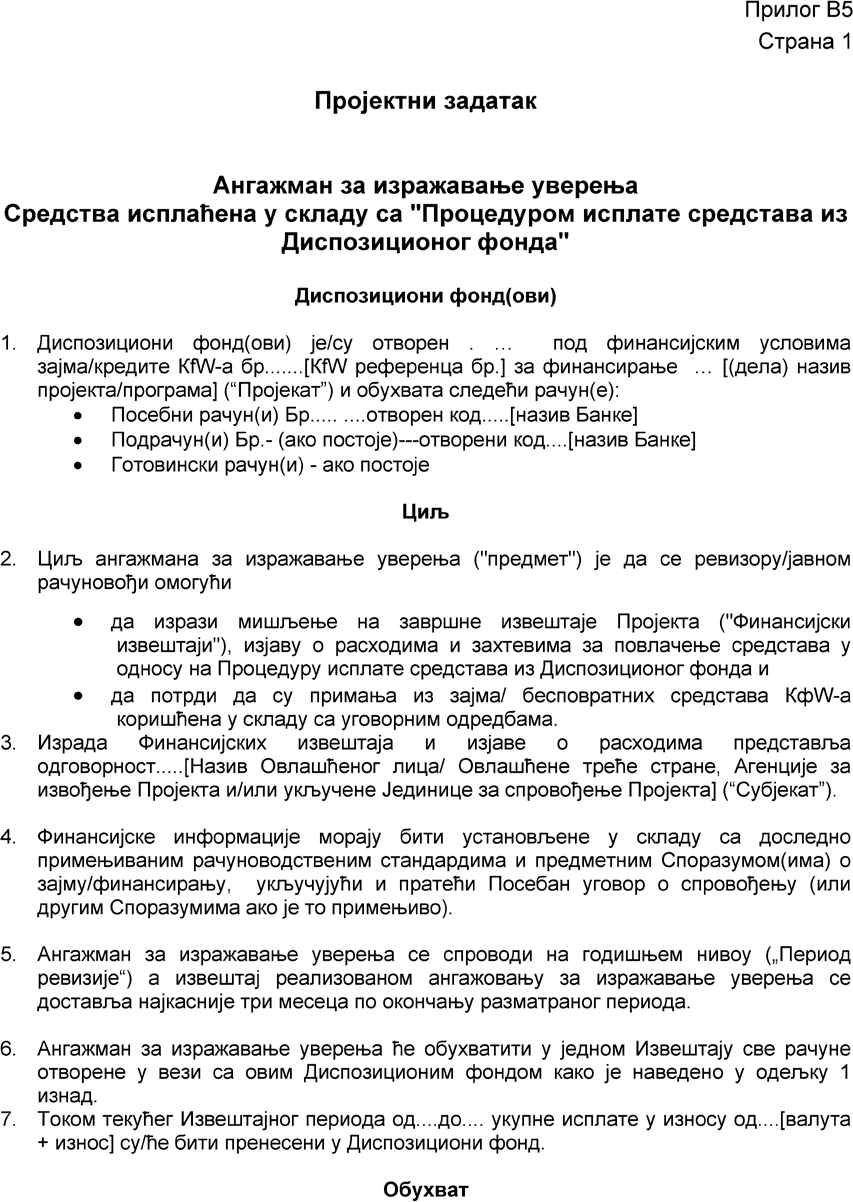 Прилог В5
Страна 1
Пројектни задатак
Ангажман за изражавање уверења
Средства исплаћена у складу са "Процедуром исплате средстава из
Диспозиционог фонда"
Диспозициони фонд(ови)
1. Диспозициони фонд(ови) је/су отворен . … под финансијским условима
зајма/кредите КfW-а бр.......[КfW референца бр.] за финансирање … [(дела) назив
пројекта/програма] (“Пројекат”) и обухвата следећи рачун(е):
• Посебни рачун(и) Бр..... ....отворен код.....[назив Банке]
• Подрачун(и) Бр.- (ако постоје)---отворени код....[назив Банке]
• Готовински рачун(и) - ако постоје
Циљ
2. Циљ ангажмана за изражавање уверења ("предмет") је да се ревизору/јавном
рачуновођи омогући
• да изрази мишљење на завршне извештаје Пројекта ("Финансијски
извештаји"), изјаву о расходима и захтевима за повлачење средстава у
односу на Процедуру исплате средстава из Диспозиционог фонда и
• да потрди да су примања из зајма/ бесповратних средстава КфW-а
коришћена у складу са уговорним одредбама.
3. Израда Финансијских извештаја и изјаве о расходима представља
одговорност.....[Назив Овлашћеног лица/ Овлашћене треће стране, Агенције за
извођење Пројекта и/или укључене Јединице за спровођење Пројекта] (“Субјекат”).
4. Финансијске информације морају бити установљене у складу са доследно
примењиваним рачуноводственим стандардима и предметним Споразумом(има) о
зајму/финансирању, укључујући и пратећи Посебан уговор о спровођењу (или
другим Споразумима ако је то примењиво).
5. Ангажман за изражавање уверења се спроводи на годишњем нивоу („Период
ревизије“) а извештај реализованом ангажовању за изражавање уверења се
доставља најкасније три месеца по окончању разматраног периода.
6. Ангажман за изражавање уверења ће обухватити у једном Извештају све рачуне
отворене у вези са овим Диспозиционим фондом како је наведено у одељку 1
изнад.
7. Током текућег Извештајног периода од....до.... укупне исплате у износу од....[валута
+ износ] су/ће бити пренесени у Диспозициони фонд.
Обухват